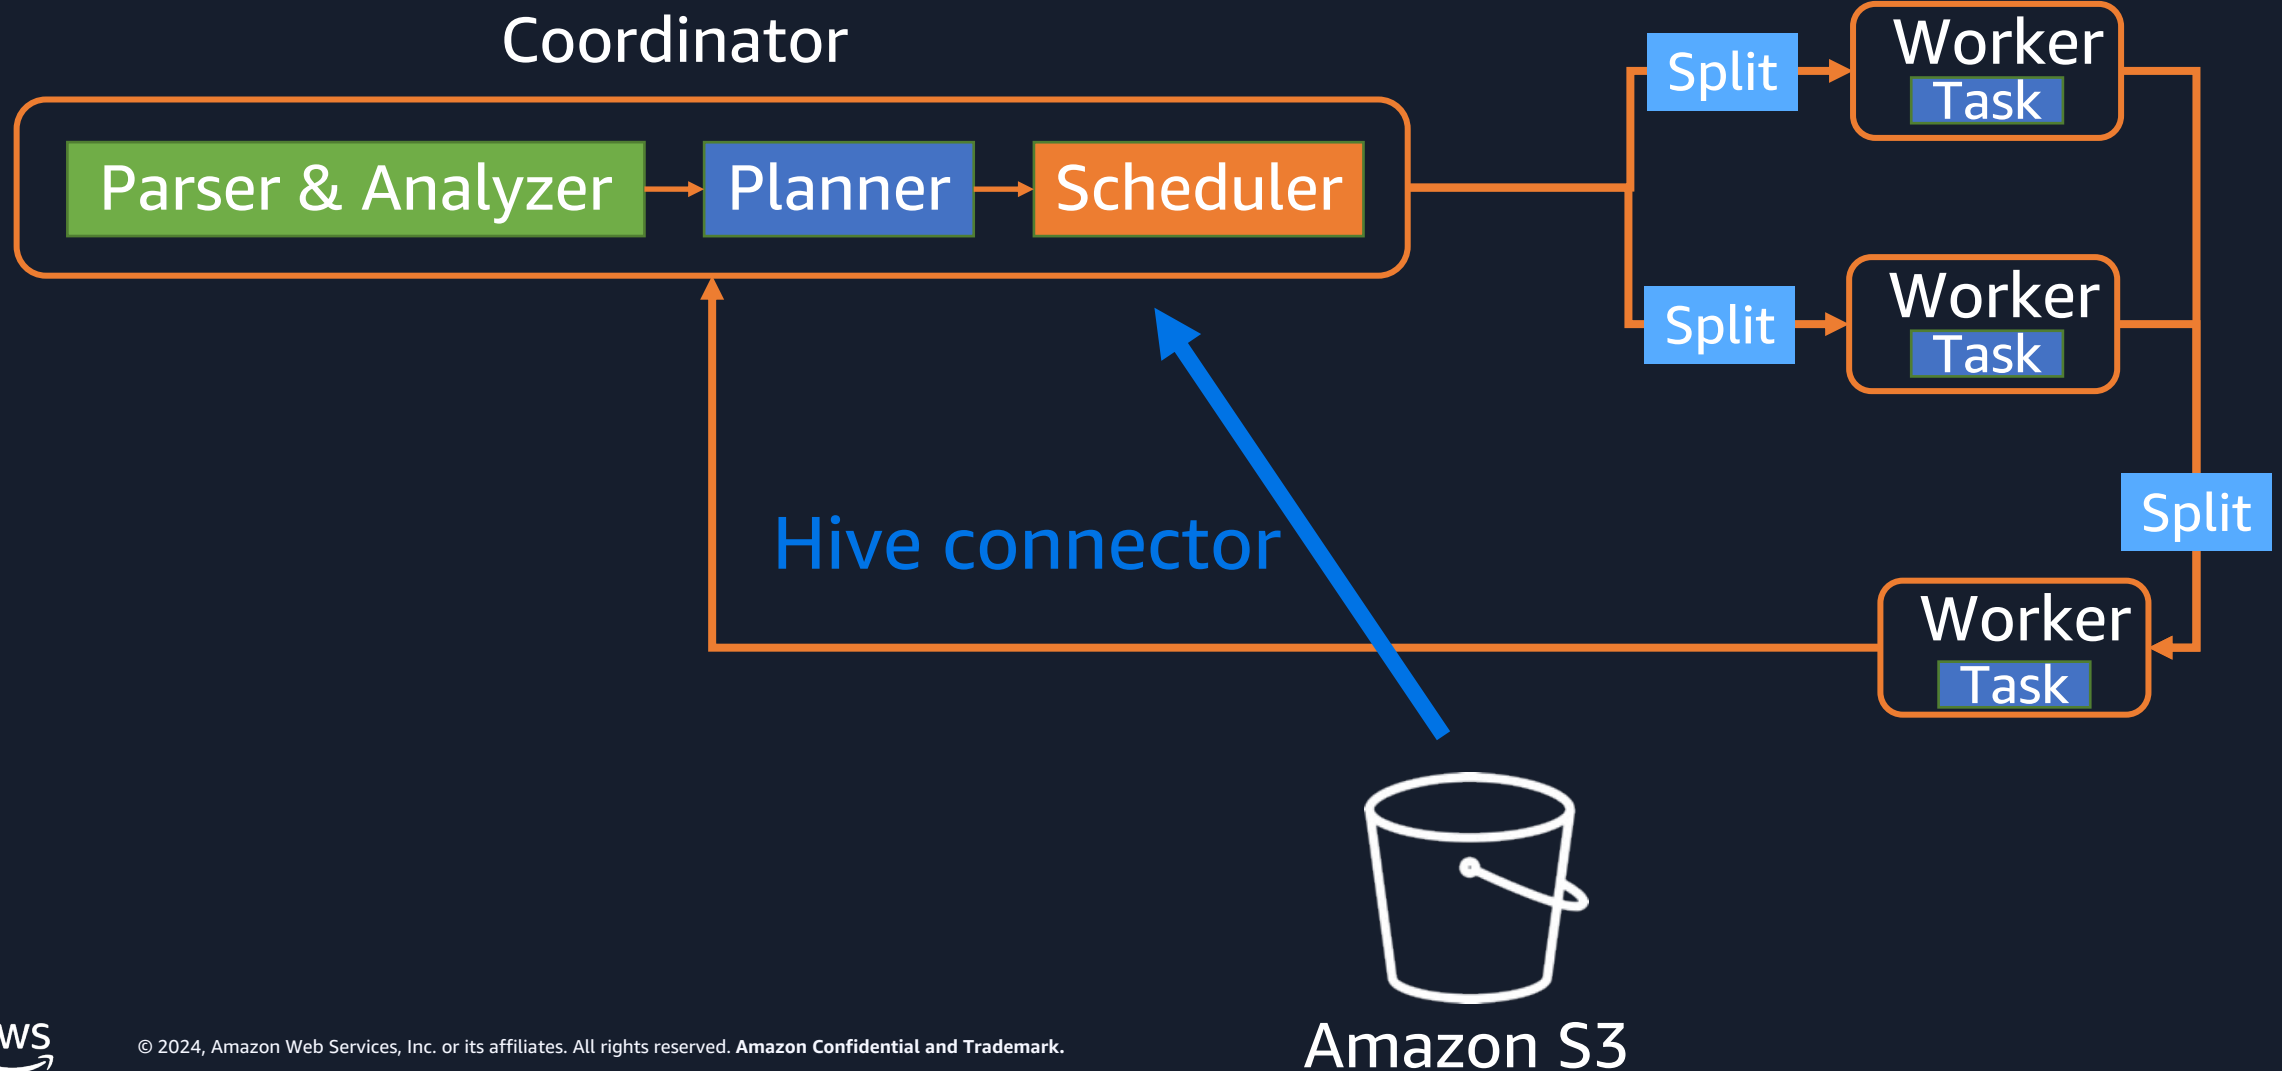 Coordinator
Parser & Analyzer
Planner
Scheduler
Split
Worker
Task
Split
Worker
Task
Split
Hive connector
Worker
Task
Amazon S3
ws
© 2024, Amazon Web Services, Inc. or its affiliates. All rights reserved. Amazon Confidential and Trademark.